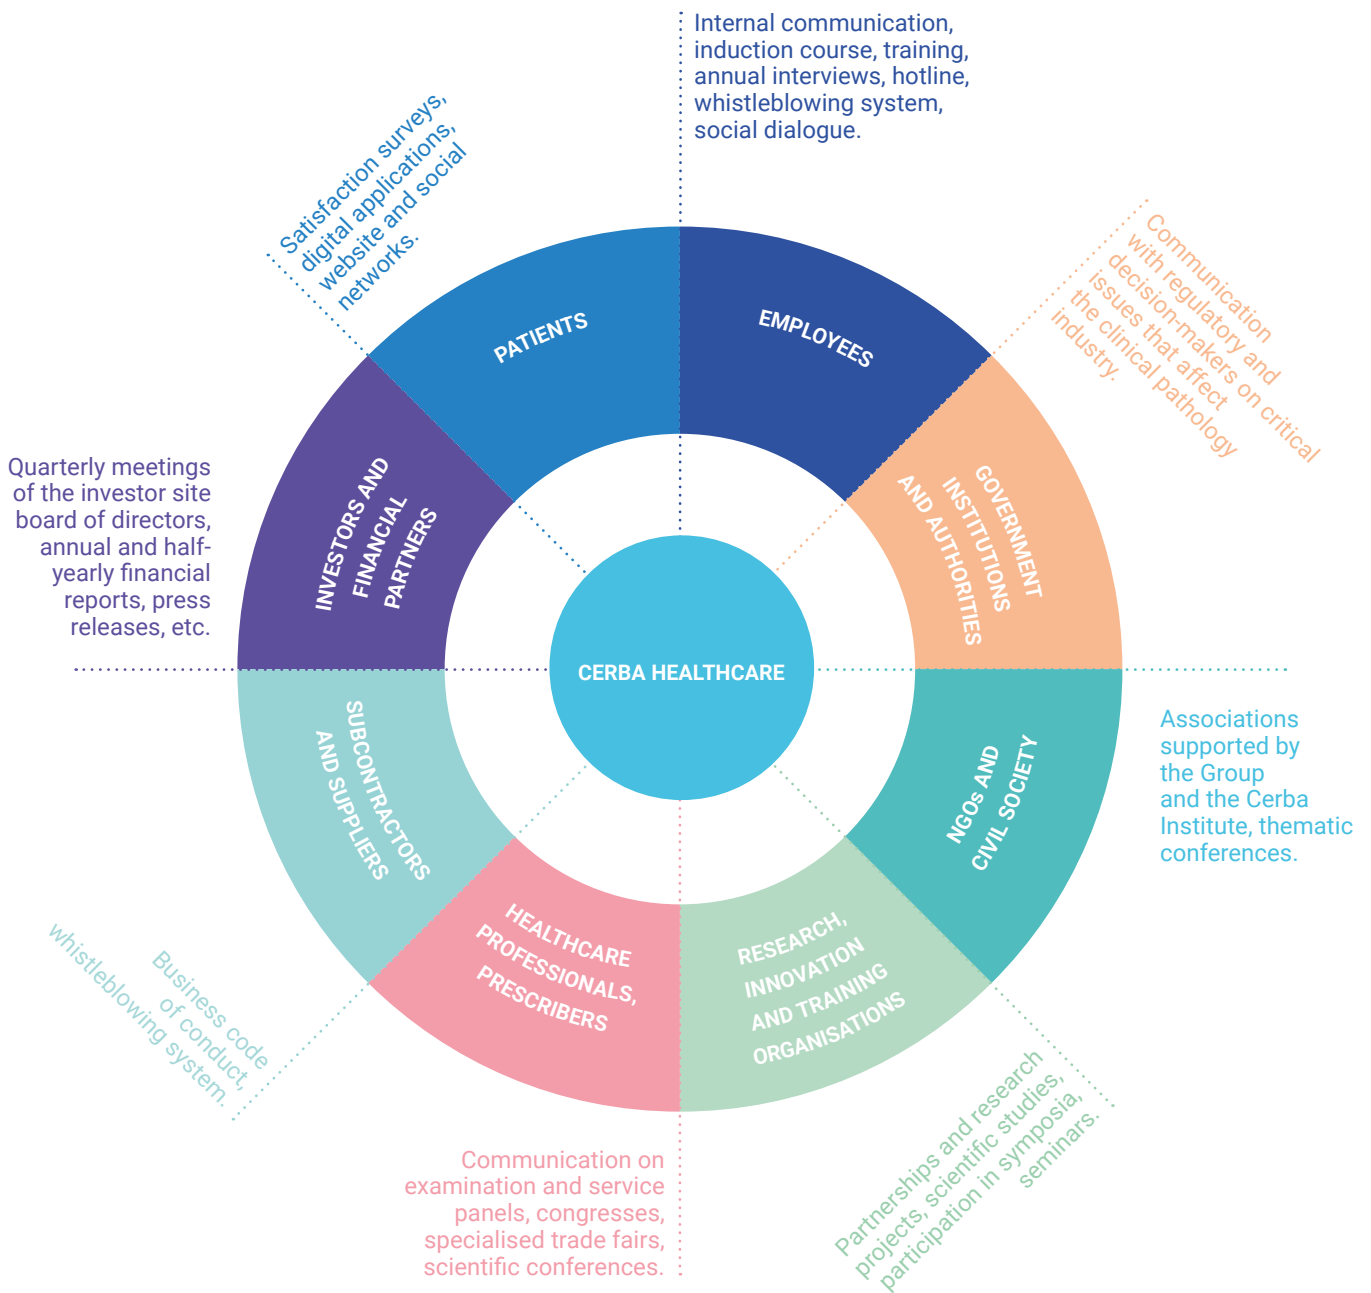 Internal communication,
induction course, training,
annual interviews, hotline,
whistleblowing system,
social dialogue.
EMPLOYEES
Communication
with regulatory and
decision-makers on critical
issues that affect
the clinical pathology
industry.
GOVERNMENT
INSTITUTIONS
AND AUTHORITIES
Associations
supported by
the Group
and the Cerba
Institute, thematic
conferences.
NGOs AND
CIVIL SOCIETY
Partnerships and research
projects, scientific studies,
participation in symposia,
seminars.
RESEARCH,
INNOVATION
AND TRAINING
ORGANISATIONS
Communication on
examination and service
panels, congresses,
specialised trade fairs,
scientific conferences.
HEALTHCARE
PROFESSIONALS,
PRESCRIBERS
Business code
of conduct,
whistleblowing system.
SUBCONTRACTORS
AND SUPPLIERS
Quarterly meetings
of the investor site
board of directors,
annual and half-
yearly financial
reports, press
releases, etc.
INVESTORS AND
FINANCIAL
PARTNERS
Satisfaction surveys,
digital applications,
website and social
networks.
PATIENTS
CERBA HEALTHCARE